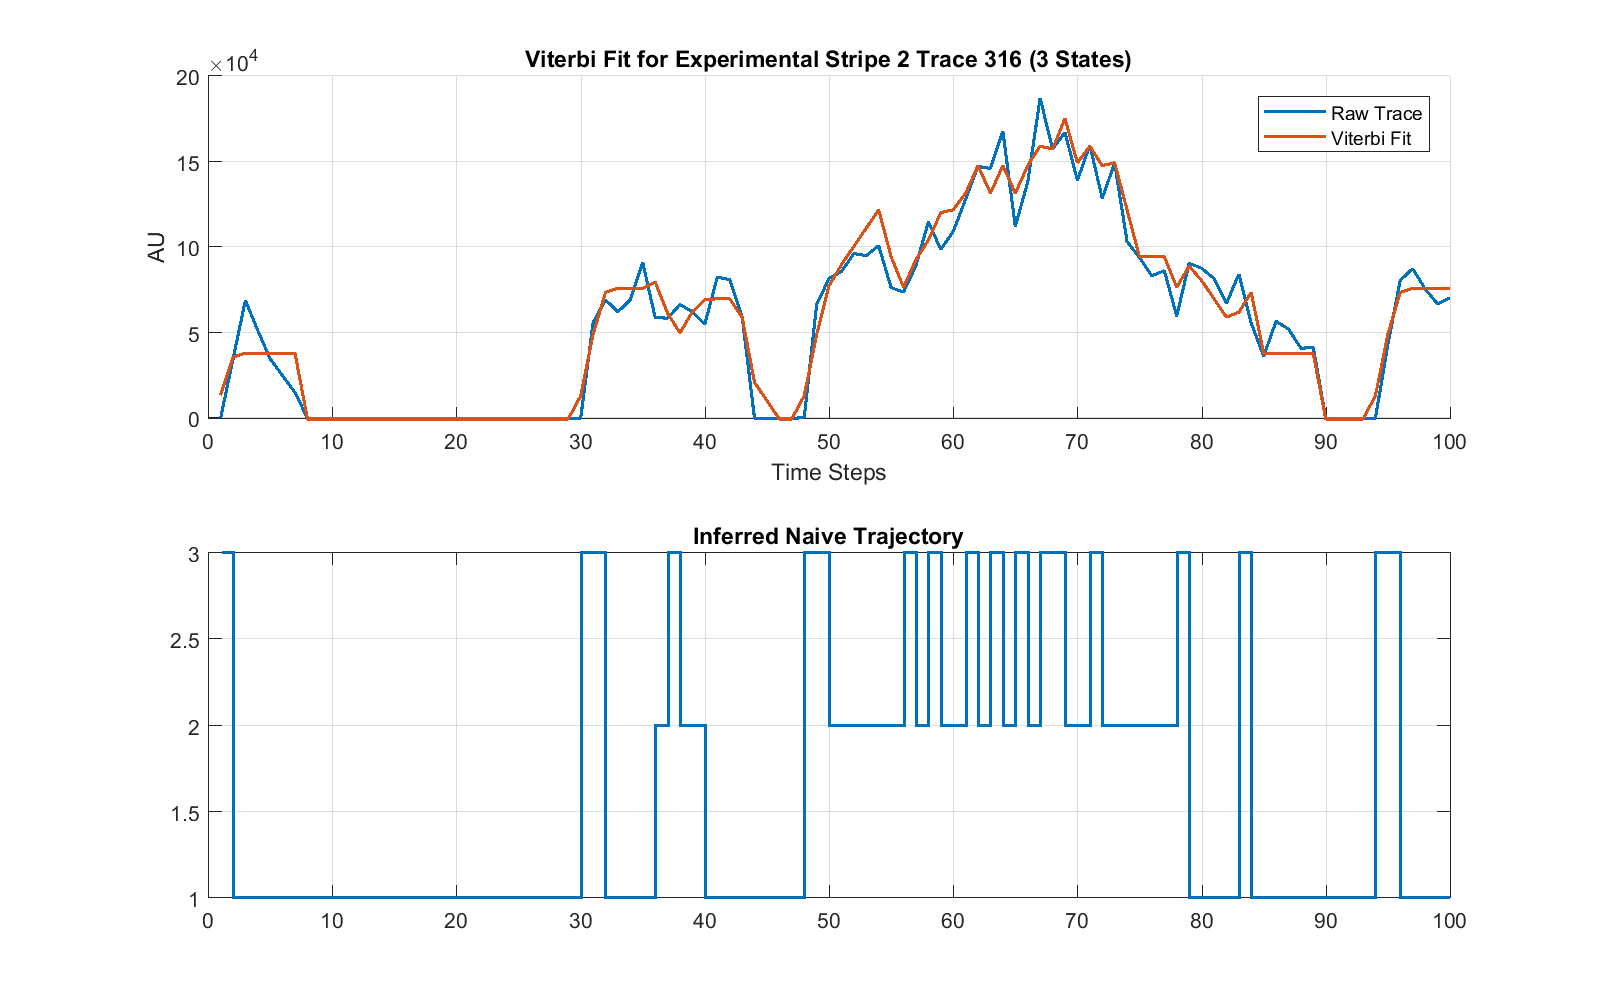 Viterbi Fit for Experimental Stripe 2 Trace 316 (3 States)
×10^4
20
15
10
5
0
AU
Raw Trace
Viterbi Fit
0 10 20 30 40 50 60 70 80 90 100
Time Steps
Inferred Naive Trajectory
3
2.5
2
1.5
1
0 10 20 30 40 50 60 70 80 90 100